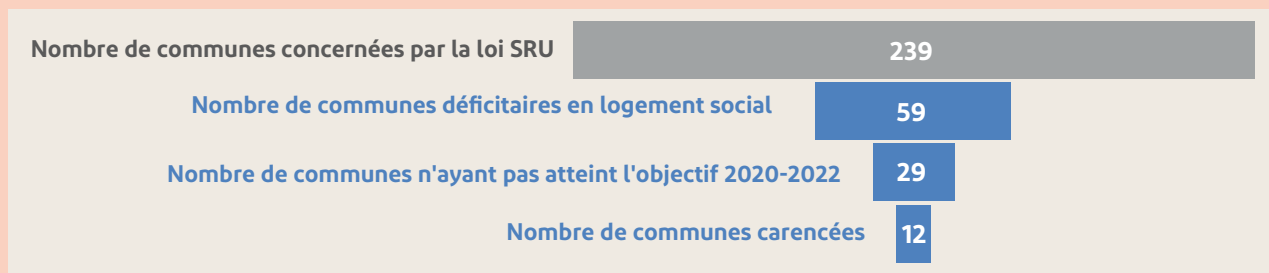 Nombre de communes concernées par la loi SRU 239
Nombre de communes déficitaires en logement social 59
Nombre de communes n'ayant pas atteint l'objectif 2020-2022 29
Nombre de communes carencées 12